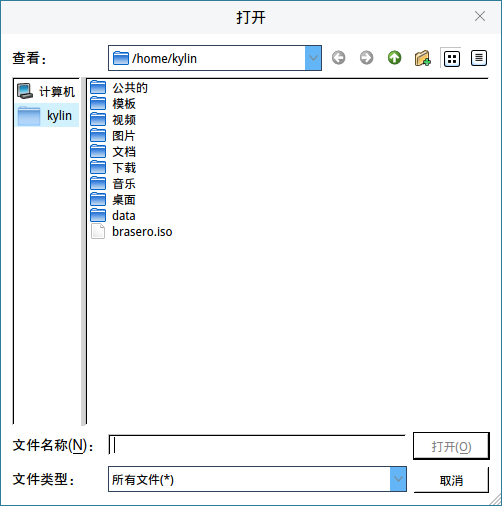 打开
查看：
/home/kylin
计算机
kylin
公共的
模板
视频
图片
文档
下载
音乐
桌面
data
brasero.iso
文件名称(N)：
打开(O)
文件类型：
所有文件(*)
取消